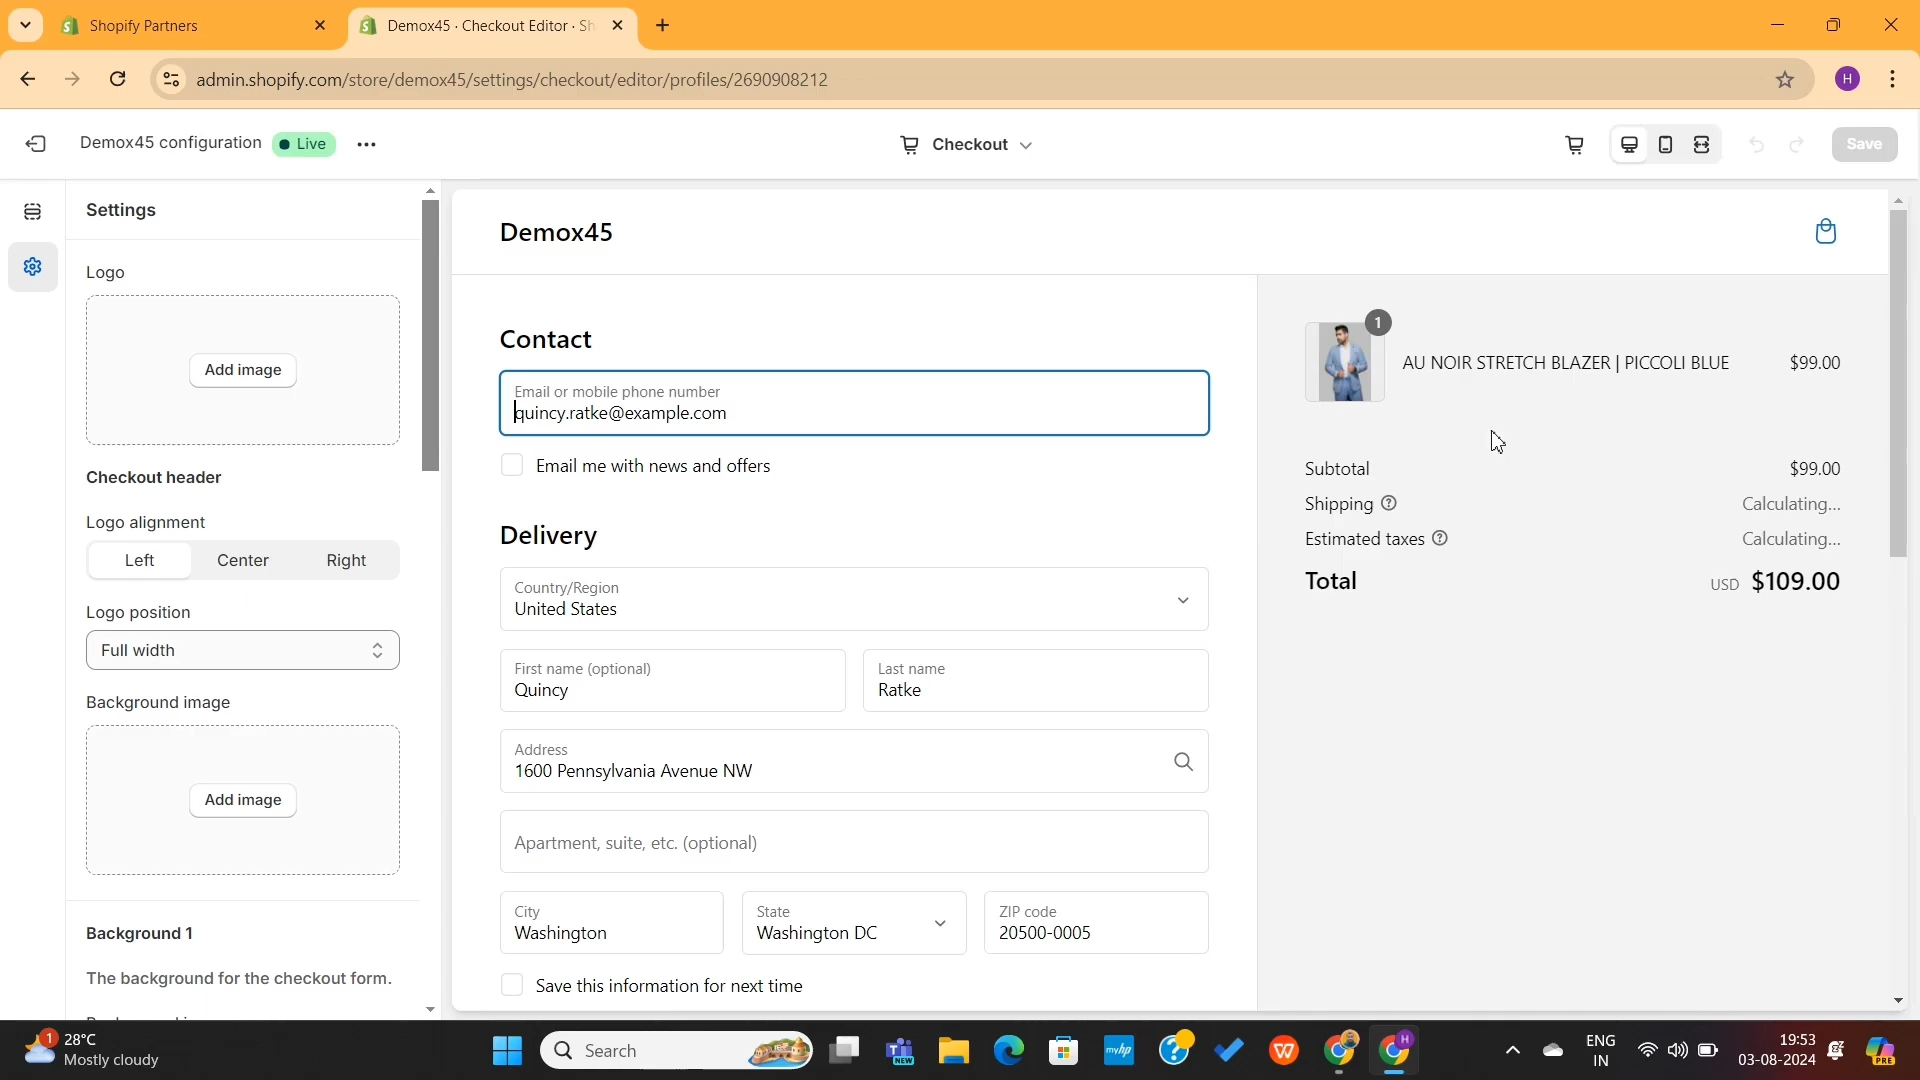 Shopify Partners
Demox45 · Checkout Editor · Sh
admin.shopify.com/store/demox45/settings/checkout/editor/profiles/2690908212
H
Demox45 configuration
Live
Checkout
Save
Settings
Logo
Add image
Checkout header
Logo alignment
Left
Center
Right
Logo position
Full width
Background image
Add image
Background 1
The background for the checkout form.
Demox45
Contact
Email or mobile phone number
quincy.ratke@example.com
Email me with news and offers
Delivery
Country/Region
United States
First name (optional)
Quincy
Last name
Ratke
Address
1600 Pennsylvania Avenue NW
Apartment, suite, etc. (optional)
City
Washington
State
Washington DC
ZIP code
20500-0005
Save this information for next time
1
AU NOIR STRETCH BLAZER | PICCOLI BLUE
$99.00
Subtotal
$99.00
Shipping
Calculating...
Estimated taxes
Calculating...
Total
USD $109.00
1
28°C
Mostly cloudy
Search
NEW
myhp
H
ENG
IN
19:53
03-08-2024
PRE